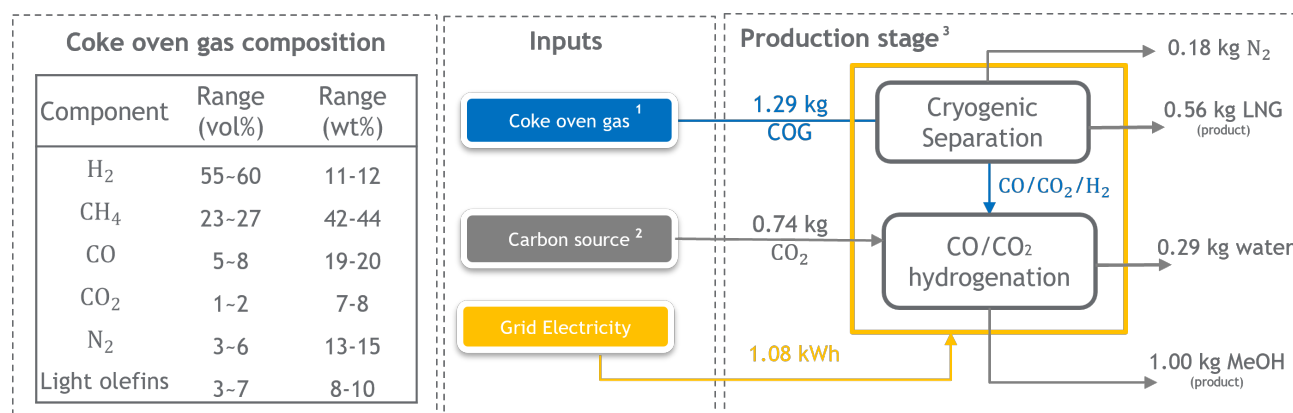 Coke oven gas composition
Component
Range
(vol%)
Range
(wt%)
H₂ 55~60 11-12
CH₄ 23~27 42-44
CO 5~8 19-20
CO₂ 1~2 7-8
N₂ 3~6 13-15
Light olefins 3~7 8-10
Inputs
Coke oven gas ¹
Carbon source ²
Grid Electricity
Production stage³
1.29 kg
COG
0.74 kg
CO₂
1.08 kWh
Cryogenic
Separation
CO/CO₂/H₂
CO/CO₂
hydrogenation
0.18 kg N₂
0.56 kg LNG
(product)
0.29 kg water
1.00 kg MeOH
(product)